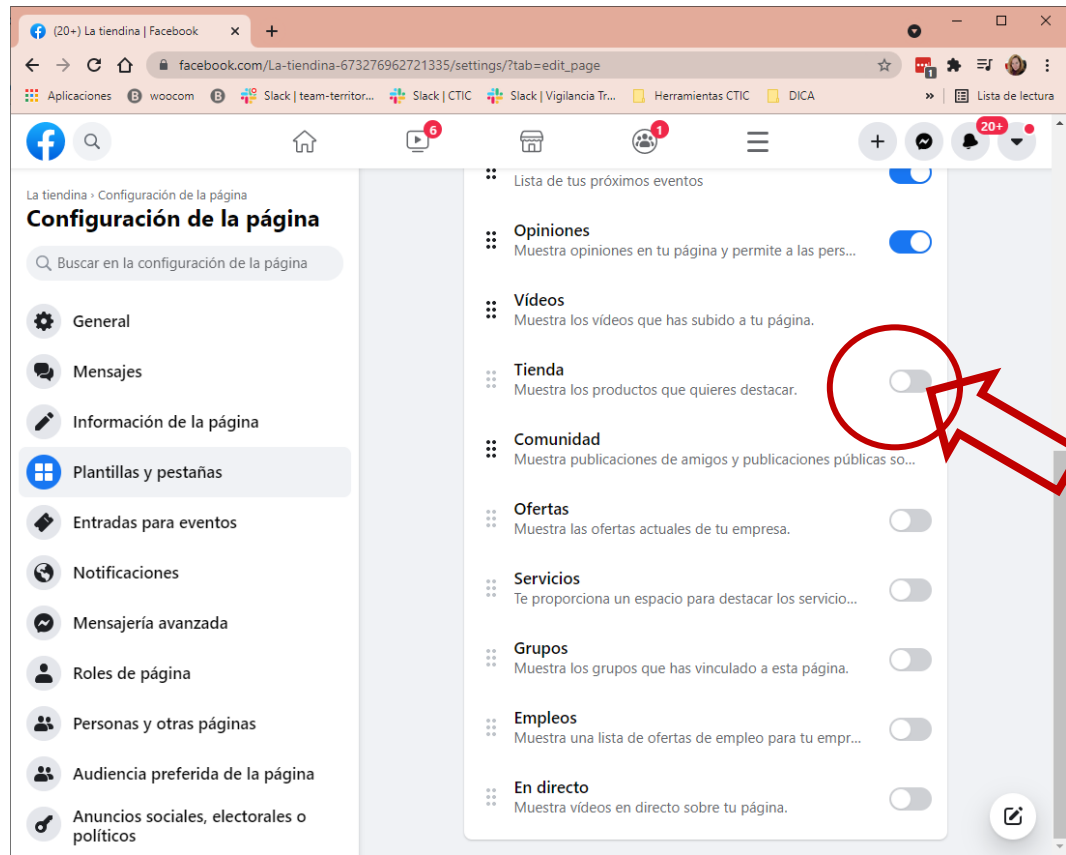 (20+) La tiendina | Facebook
facebook.com/La-tiendina-673276962721335/settings/?tab=edit_page
1
Aplicaciones woocom Slack | team-territor... Slack | CTIC Slack | Vigilancia Tr... Herramientas CTIC DICA » Lista de lectura
6
1
20+
La tiendina › Configuración de la página
Configuración de la página
Buscar en la configuración de la página
General
Mensajes
Información de la página
Plantillas y pestañas
Entradas para eventos
Notificaciones
Mensajería avanzada
Roles de página
Personas y otras páginas
Audiencia preferida de la página
Anuncios sociales, electorales o
políticos
Lista de tus próximos eventos
Opiniones
Muestra opiniones en tu página y permite a las pers...
Vídeos
Muestra los vídeos que has subido a tu página.
Tienda
Muestra los productos que quieres destacar.
Comunidad
Muestra publicaciones de amigos y publicaciones públicas so...
Ofertas
Muestra las ofertas actuales de tu empresa.
Servicios
Te proporciona un espacio para destacar los servicio...
Grupos
Muestra los grupos que has vinculado a esta página.
Empleos
Muestra una lista de ofertas de empleo para tu empr...
En directo
Muestra vídeos en directo sobre tu página.